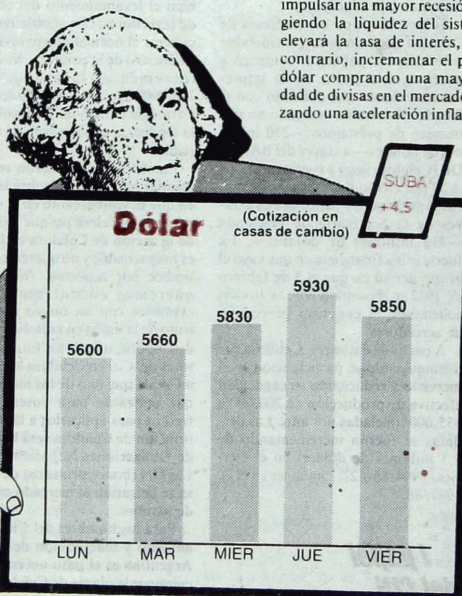 impulsar una mayor recesió
giendo la liquidez del sist
elevará la tasa de interés,
contrario, incrementar el p
dólar comprando una may
dad de divisas en el mercado
zando una aceleración infla
SUBA
+4,5
Dólar
(Cotización en
casas de cambio)
5600
5660
5830
5930
5850
LUN
MAR
MIER
JUE
VIER